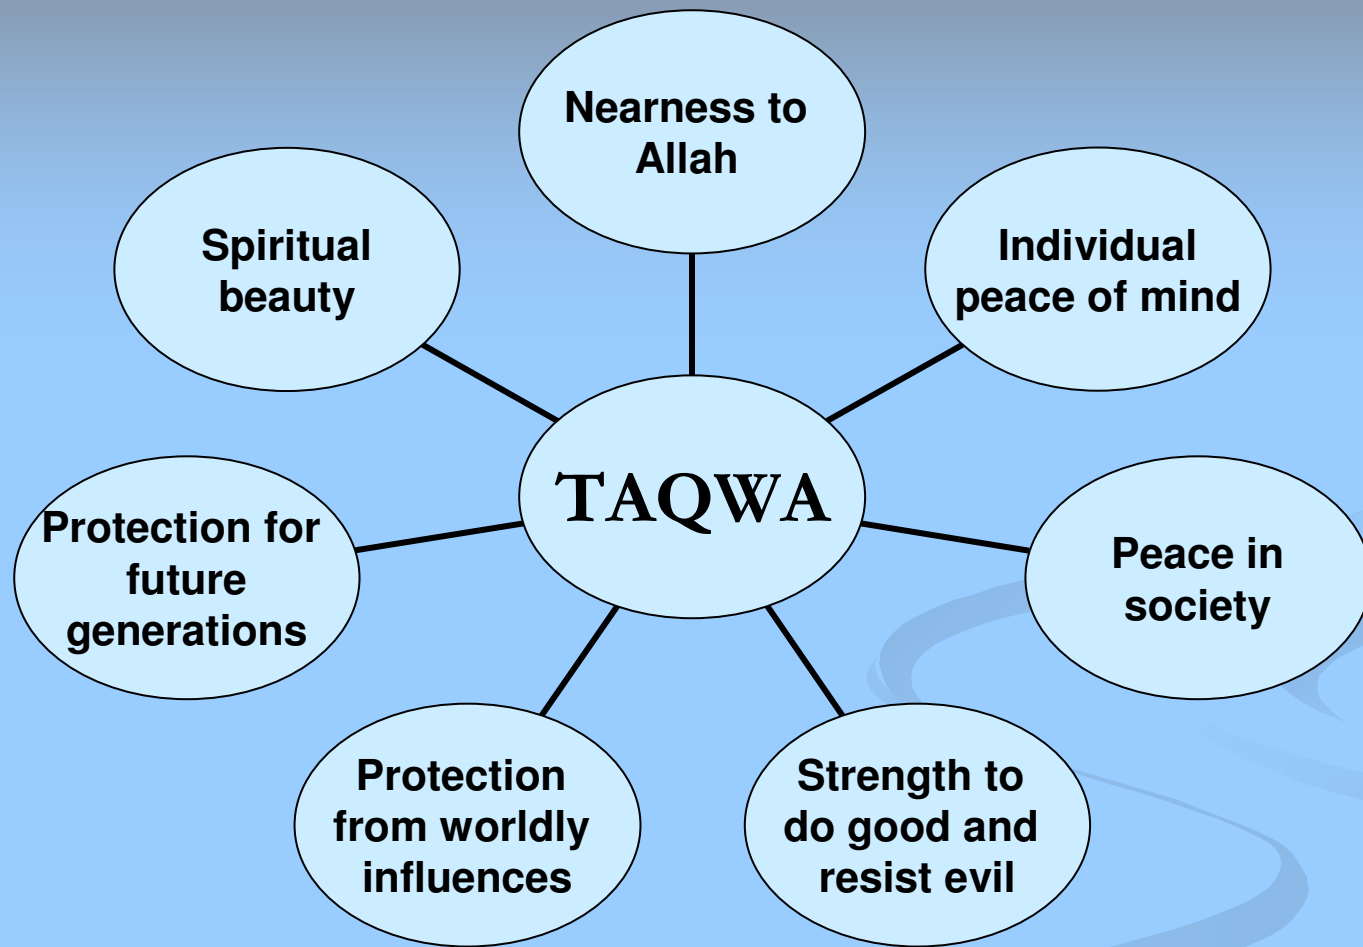 Nearness to
Allah
Individual
peace of mind
Peace in
society
Strength to
do good and
resist evil
Protection
from worldly
influences
Protection for
future
generations
Spiritual
beauty
TAQWA